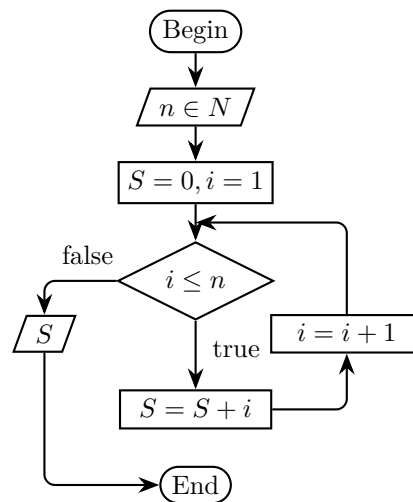 Begin
n ∈ N
S = 0, i = 1
false
i ≤ n
S
true
i = i + 1
S = S + i
End